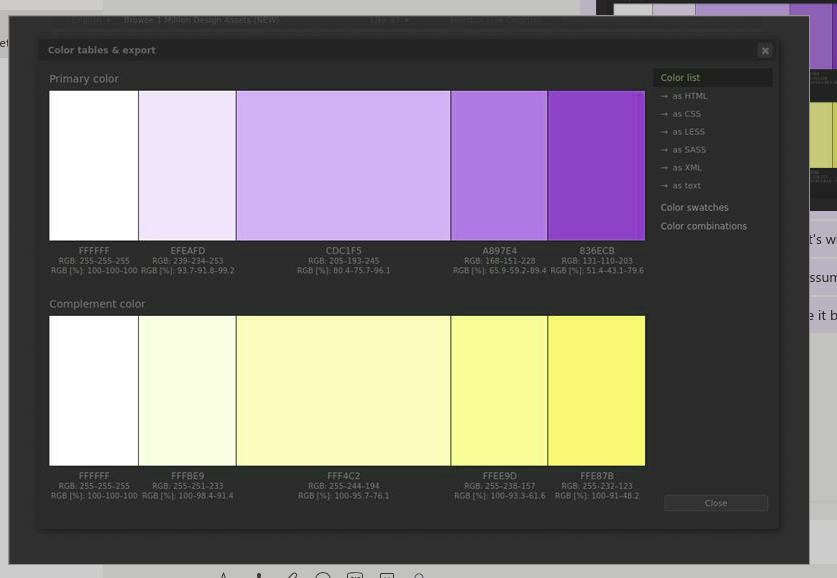 Browse 1 Million Design Assets (NEW)
Color tables & export
Primary color
FFFFFF
RGB: 255-255-255
RGB [%]: 100-100-100
EFEAFD
RGB: 239-234-253
RGB [%]: 93.7-91.8-99.2
CDC1F5
RGB: 205-193-245
RGB [%]: 80.4-75.7-96.1
A897E4
RGB: 168-151-228
RGB [%]: 65.9-59.2-89.4
836ECB
RGB: 131-110-203
RGB [%]: 51.4-43.1-79.6
Complement color
FFFFFF
RGB: 255-255-255
RGB [%]: 100-100-100
FFFBE9
RGB: 255-251-233
RGB [%]: 100-98.4-91.4
FFF4C2
RGB: 255-244-194
RGB [%]: 100-95.7-76.1
FFEE9D
RGB: 255-238-157
RGB [%]: 100-93.3-61.6
FFE87B
RGB: 255-232-123
RGB [%]: 100-91-48.2
Color list
→ as HTML
→ as CSS
→ as LESS
→ as SASS
→ as XML
→ as text
Color swatches
Color combinations
Close